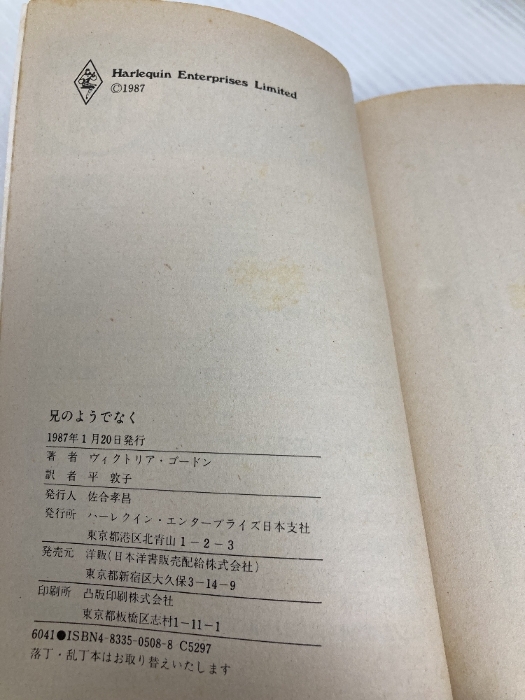 Harlequin Enterprises Limited
©1987
兄のようでなく
1987年1月20日発行
著者 ヴィクトリア・ゴードン
訳者 平 敦子
発行人 佐合孝昌
発行所 ハーレクイン・エンタープライズ日本支社
東京都港区北青山1-2-3
発売元 洋販(日本洋書販売配給株式会社)
東京都新宿区大久保3-14-9
印刷所 凸版印刷株式会社
東京都板橋区志村1-11-1
6041●ISBN4-8335-0508-8 C5297
落丁・乱丁本はお取り替えいたします